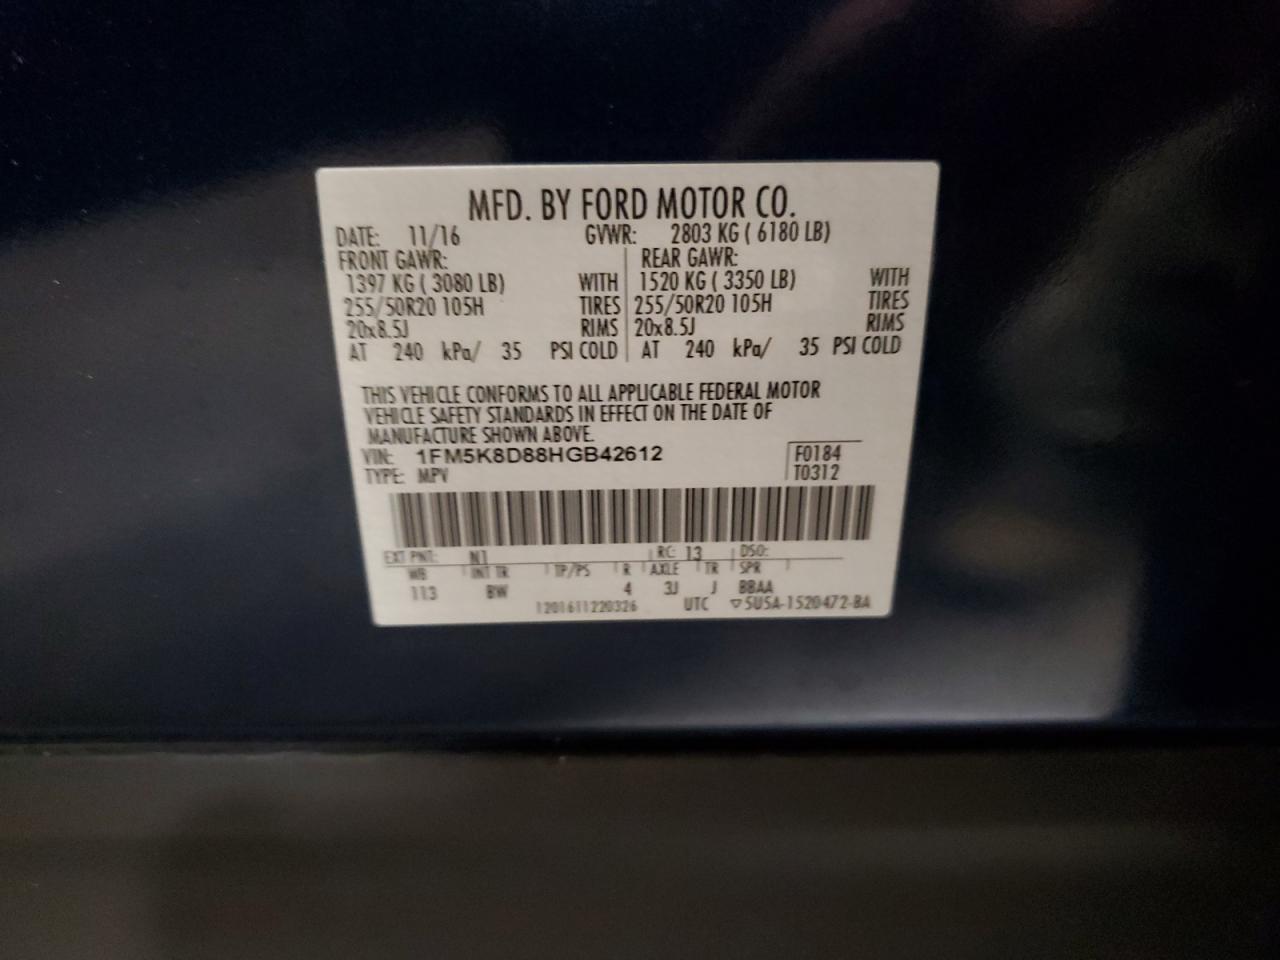 MFD. BY FORD MOTOR CO.
DATE: 11/16 GVWR: 2803 KG ( 6180 LB)
FRONT GAWR: REAR GAWR:
1397 KG ( 3080 LB) WITH 1520 KG ( 3350 LB) WITH
255/50R20 105H TIRES 255/50R20 105H TIRES
20x8.5J RIMS 20x8.5J RIMS
AT 240 kPa/ 35 PSI COLD AT 240 kPa/ 35 PSI COLD
THIS VEHICLE CONFORMS TO ALL APPLICABLE FEDERAL MOTOR
VEHICLE SAFETY STANDARDS IN EFFECT ON THE DATE OF
MANUFACTURE SHOWN ABOVE.
VIN: 1FM5K8D88HGB42612 F0184
TYPE: MPV T0312
EXT PNT: N1 RC: 13 DSO:
WB INT TR TP/PS R AXLE TR SPR
113 BW 4 3J J BBAA
1201611220326 UTC ▽5U5A-1520472-BA